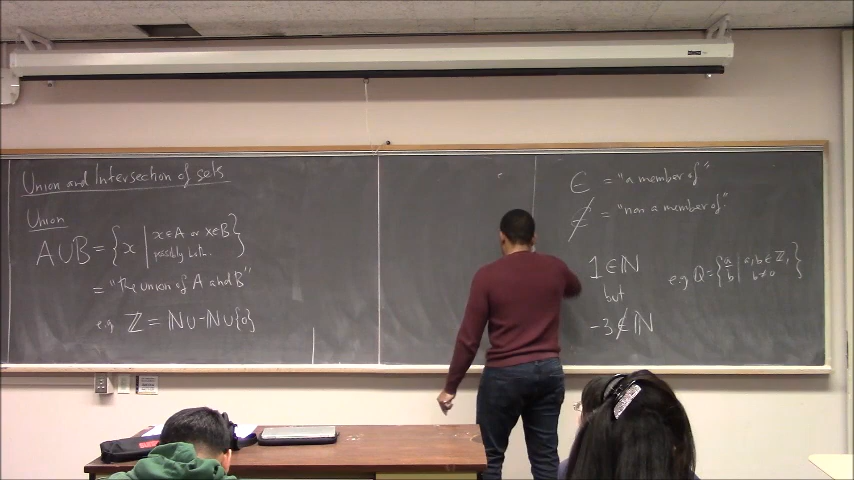 Union and Intersection of sets
Union
A∪B = { x | x∈A or x∈B
possibly both. }
= "the union of A and B"
e.g ℤ = ℕ∪-ℕ∪{0}
∈ = "a member of"
∉ = "non a member of"
1∈ℕ
but
-3∉ℕ
e.g Q = { a/b | a,b ∈ ℤ,
b≠0 }